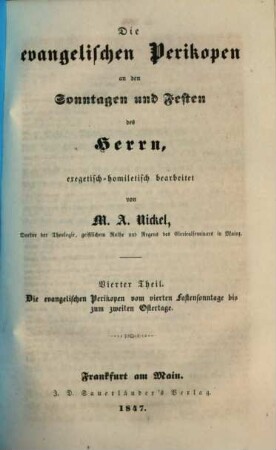 Die
evangelischen Perikopen
an den
Sonntagen und Festen
des
Herrn,
exegetisch-homiletisch bearbeitet
von
M. A. Nickel,
Doctor der Theologie, geistlichem Rathe und Regens des Clericalseminars in Mainz.
Vierter Theil.
Die evangelischen Perikopen vom vierten Fastensonntage bis
zum zweiten Ostertage.
Frankfurt am Main.
J. D. Sauerländer's Verlag.
1847.